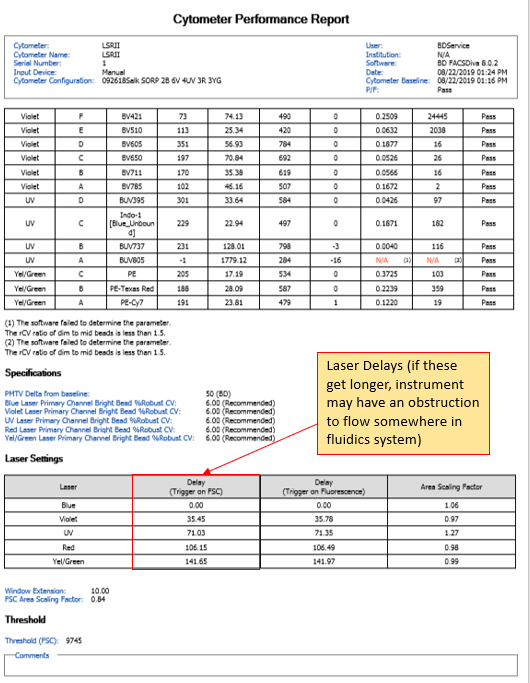 Cytometer Performance Report
Cytometer: LSRII User: BDService
Cytometer Name: LSRII Institution: N/A
Serial Number: 1 Software: BD FACSDiva 8.0.2
Input Device: Manual Date: 08/22/2019 01:24 PM
Cytometer Configuration: 092618Salk SORP 2B 6V 4UV 3R 3YG Cytometer Baseline: 08/22/2019 01:16 PM
P/F: Pass
Violet F BV421 73 74.13 490 0 0.2509 24445 Pass
Violet E BV510 113 25.34 420 0 0.0632 2038 Pass
Violet D BV605 351 56.93 784 0 0.1877 16 Pass
Violet C BV650 197 70.84 692 0 0.0526 26 Pass
Violet B BV711 170 35.38 619 0 0.0566 16 Pass
Violet A BV785 102 46.16 507 0 0.1672 2 Pass
UV D BUV395 301 33.64 584 0 0.0426 97 Pass
UV C Indo-1 [Blue_Unbound] 229 22.94 497 0 0.1871 182 Pass
UV B BUV737 231 128.01 798 -3 0.0040 116 Pass
UV A BUV805 -1 1779.12 284 -16 N/A (1) N/A (2) Pass
Yel/Green C PE 205 17.19 534 0 0.3725 103 Pass
Yel/Green B PE-Texas Red 188 28.09 587 0 0.2239 359 Pass
Yel/Green A PE-Cy7 191 23.81 479 1 0.1220 19 Pass
(1) The software failed to determine the parameter.
The rCV ratio of dim to mid beads is less than 1.5.
(2) The software failed to determine the parameter.
The rCV ratio of dim to mid beads is less than 1.5.
Specifications
PMTV Delta from baseline: 50 (BD)
Blue Laser Primary Channel Bright Bead %Robust CV: 6.00 (Recommended)
Violet Laser Primary Channel Bright Bead %Robust CV: 6.00 (Recommended)
UV Laser Primary Channel Bright Bead %Robust CV: 6.00 (Recommended)
Red Laser Primary Channel Bright Bead %Robust CV: 6.00 (Recommended)
Yel/Green Laser Primary Channel Bright Bead %Robust CV: 6.00 (Recommended)
Laser Delays (if these
get longer, instrument
may have an obstruction
to flow somewhere in
fluidics system)
Laser Settings
Laser Delay (Trigger on FSC) Delay (Trigger on Fluorescence) Area Scaling Factor
Blue 0.00 0.00 1.06
Violet 35.45 35.78 0.97
UV 71.03 71.35 1.27
Red 106.15 106.49 0.98
Yel/Green 141.65 141.97 0.99
Window Extension: 10.00
FSC Area Scaling Factor: 0.84
Threshold
Threshold (FSC): 9745
Comments